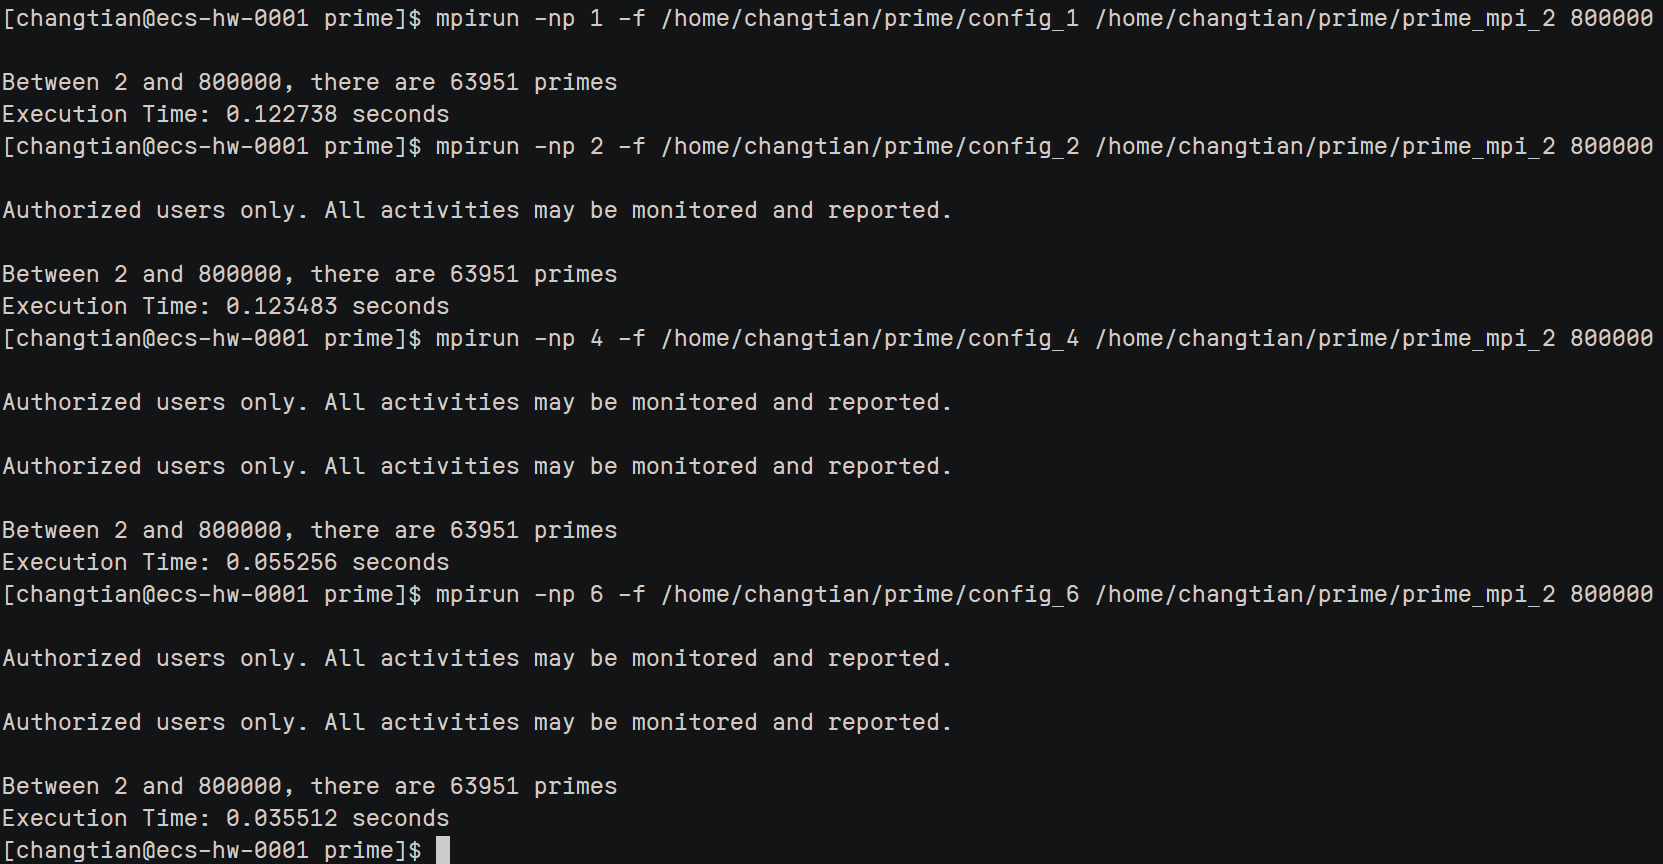 [changtian@ecs-hw-0001 prime]$ mpirun -np 1 -f /home/changtian/prime/config_1 /home/changtian/prime/prime_mpi_2 800000
Between 2 and 800000, there are 63951 primes
Execution Time: 0.122738 seconds
[changtian@ecs-hw-0001 prime]$ mpirun -np 2 -f /home/changtian/prime/config_2 /home/changtian/prime/prime_mpi_2 800000
Authorized users only. All activities may be monitored and reported.
Between 2 and 800000, there are 63951 primes
Execution Time: 0.123483 seconds
[changtian@ecs-hw-0001 prime]$ mpirun -np 4 -f /home/changtian/prime/config_4 /home/changtian/prime/prime_mpi_2 800000
Authorized users only. All activities may be monitored and reported.
Authorized users only. All activities may be monitored and reported.
Between 2 and 800000, there are 63951 primes
Execution Time: 0.055256 seconds
[changtian@ecs-hw-0001 prime]$ mpirun -np 6 -f /home/changtian/prime/config_6 /home/changtian/prime/prime_mpi_2 800000
Authorized users only. All activities may be monitored and reported.
Authorized users only. All activities may be monitored and reported.
Between 2 and 800000, there are 63951 primes
Execution Time: 0.035512 seconds
[changtian@ecs-hw-0001 prime]$